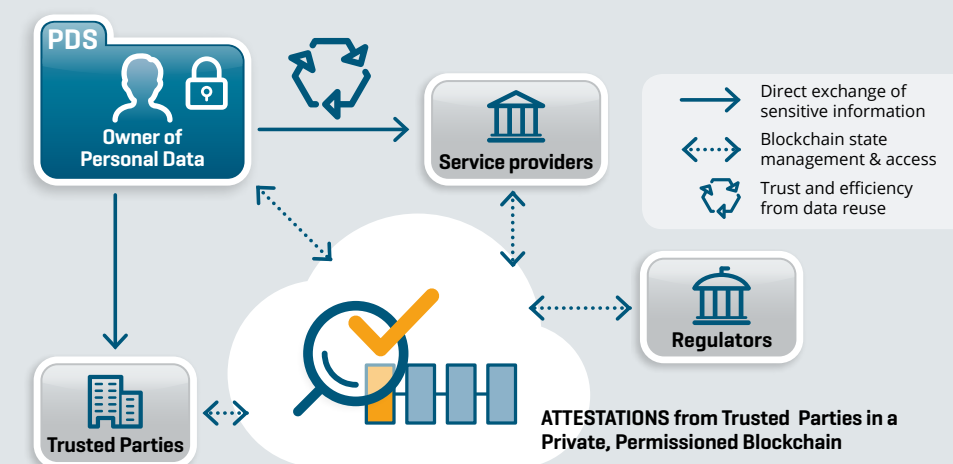 PDS
Owner of
Personal Data
Service providers
Direct exchange of
sensitive information
Blockchain state
management & access
Trust and efficiency
from data reuse
Regulators
Trusted Parties
ATTESTATIONS from Trusted Parties in a
Private, Permissioned Blockchain